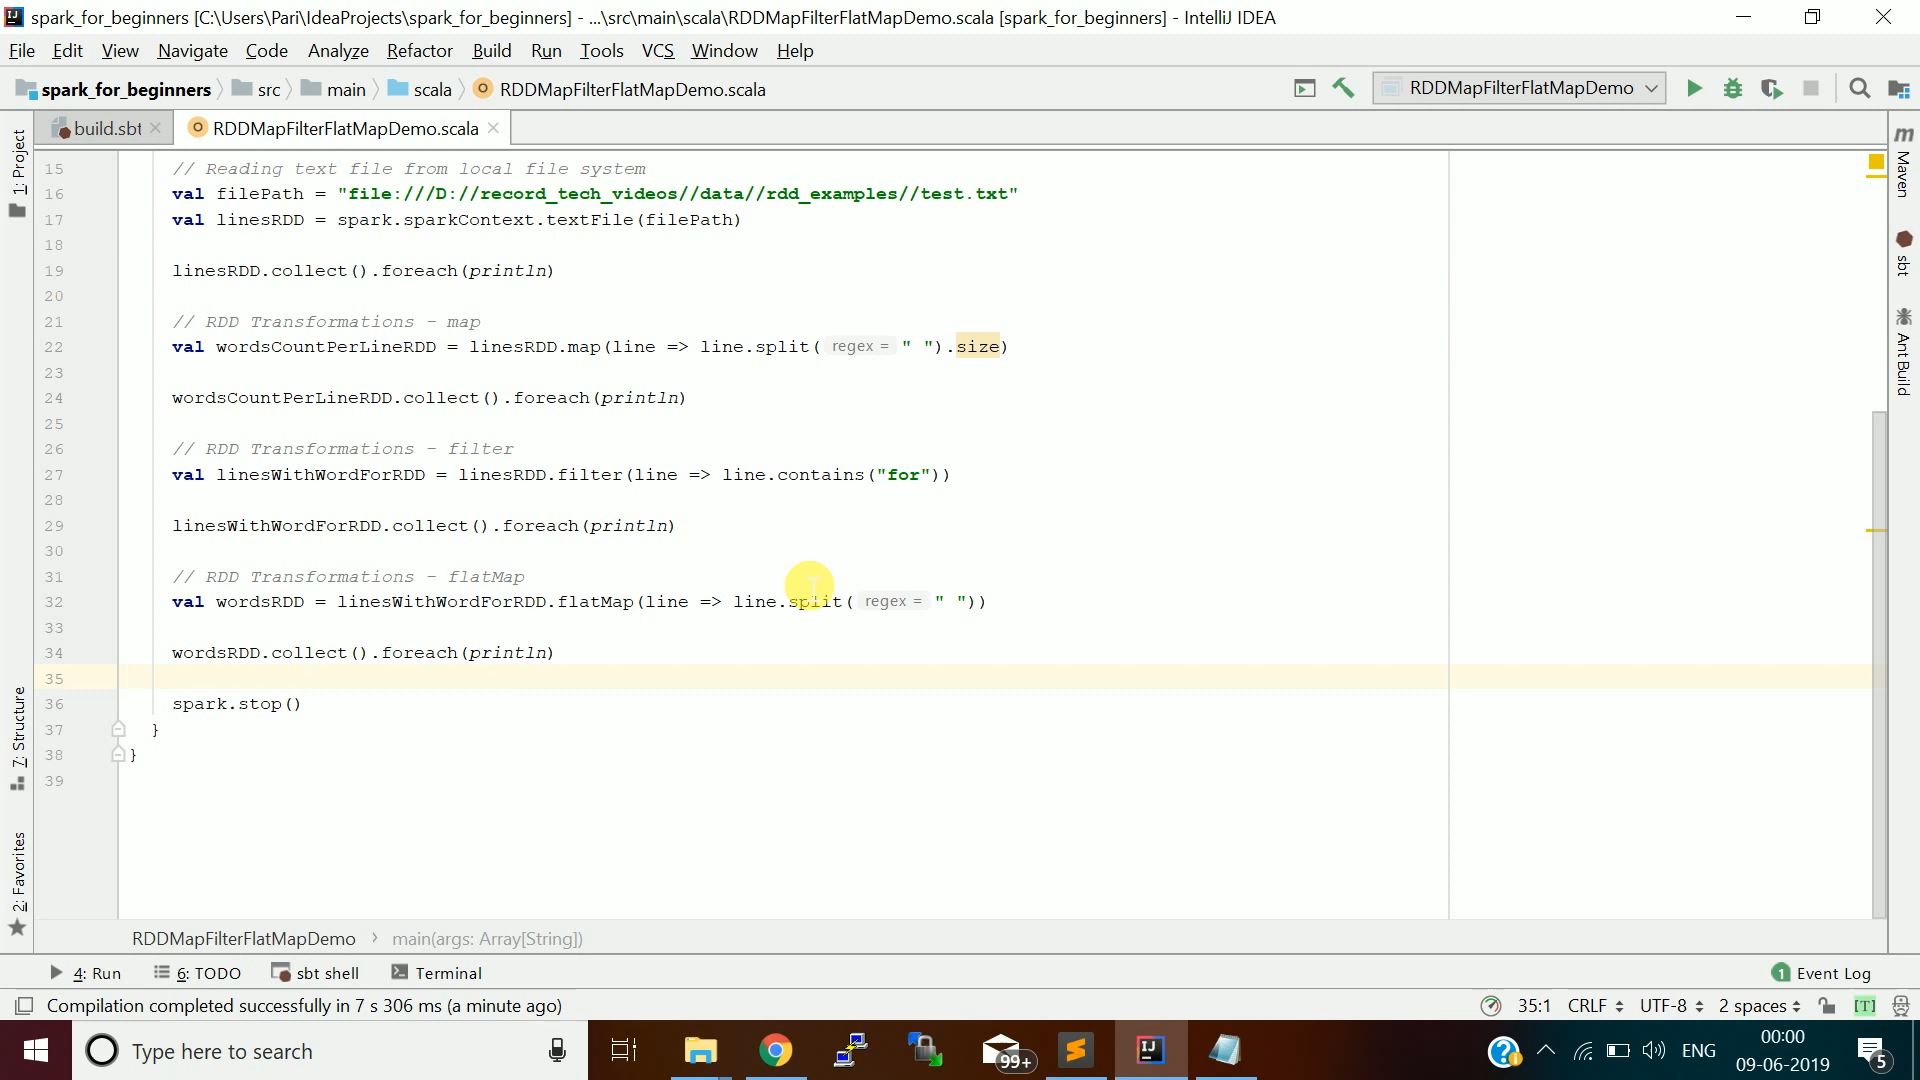 spark_for_beginners [C:\Users\Pari\IdeaProjects\spark_for_beginners] - ...\src\main\scala\RDDMapFilterFlatMapDemo.scala [spark_for_beginners] - IntelliJ IDEA
File Edit View Navigate Code Analyze Refactor Build Run Tools VCS Window Help
spark_for_beginners src main scala RDDMapFilterFlatMapDemo.scala RDDMapFilterFlatMapDemo
build.sbt RDDMapFilterFlatMapDemo.scala
1: Project
7: Structure
2: Favorites
15 // Reading text file from local file system
16 val filePath = "file:///D://record_tech_videos//data//rdd_examples//test.txt"
17 val linesRDD = spark.sparkContext.textFile(filePath)
18
19 linesRDD.collect().foreach(println)
20
21 // RDD Transformations - map
22 val wordsCountPerLineRDD = linesRDD.map(line => line.split( regex = " ").size)
23
24 wordsCountPerLineRDD.collect().foreach(println)
25
26 // RDD Transformations - filter
27 val linesWithWordForRDD = linesRDD.filter(line => line.contains("for"))
28
29 linesWithWordForRDD.collect().foreach(println)
30
31 // RDD Transformations - flatMap
32 val wordsRDD = linesWithWordForRDD.flatMap(line => line.split( regex = " "))
33
34 wordsRDD.collect().foreach(println)
35
36 spark.stop()
37 }
38 }
39
m Maven
sbt
Ant Build
RDDMapFilterFlatMapDemo > main(args: Array[String])
4: Run 6: TODO sbt shell Terminal 1 Event Log
Compilation completed successfully in 7 s 306 ms (a minute ago) 35:1 CRLF UTF-8 2 spaces [T]
Type here to search 99+ ENG 00:00
09-06-2019 5